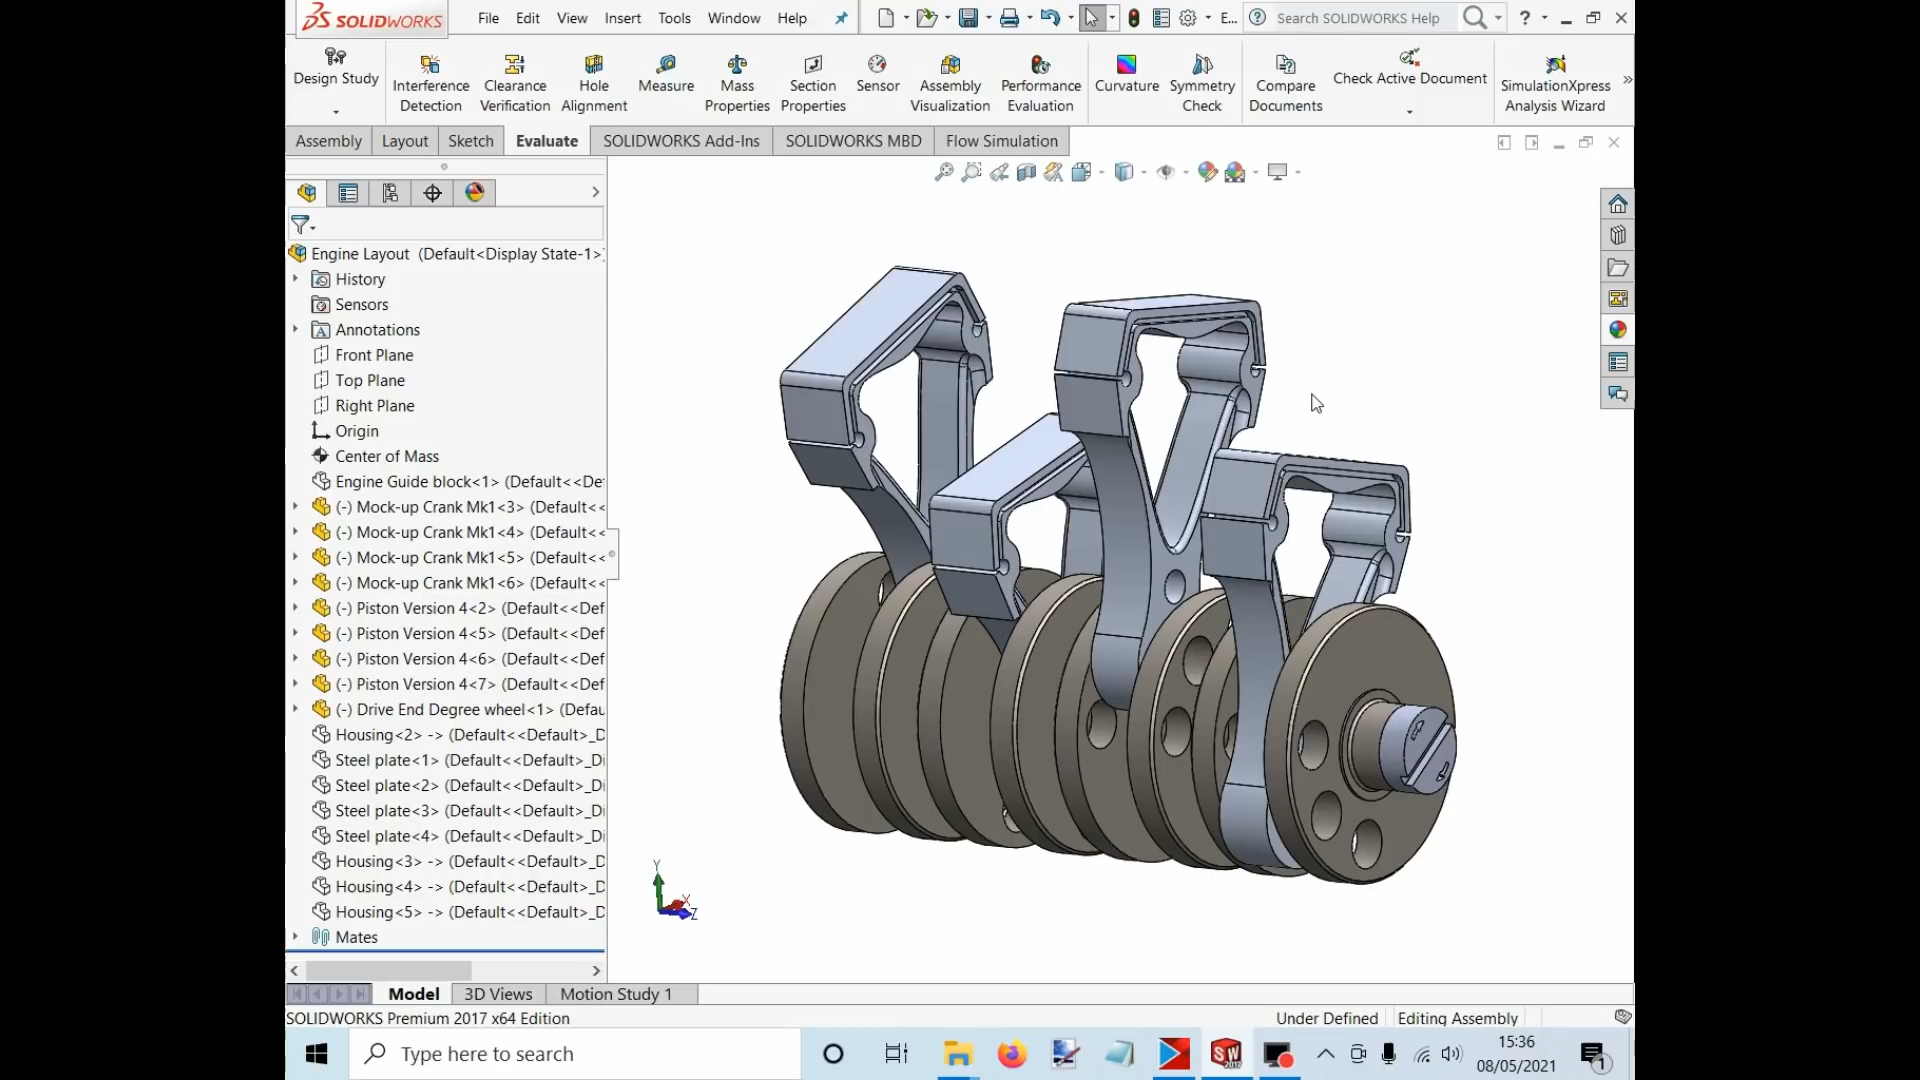 SOLIDWORKS
File Edit View Insert Tools Window Help
E...
Search SOLIDWORKS Help
?
Design Study
Interference Detection
Clearance Verification
Hole Alignment
Measure
Mass Properties
Section Properties
Sensor
Assembly Visualization
Performance Evaluation
Curvature
Symmetry Check
Compare Documents
Check Active Document
SimulationXpress Analysis Wizard
Assembly Layout Sketch Evaluate SOLIDWORKS Add-Ins SOLIDWORKS MBD Flow Simulation
Engine Layout (Default<Display State-1>)
History
Sensors
Annotations
Front Plane
Top Plane
Right Plane
Origin
Center of Mass
Engine Guide block<1> (Default<<De
(-) Mock-up Crank Mk1<3> (Default<<
(-) Mock-up Crank Mk1<4> (Default<<
(-) Mock-up Crank Mk1<5> (Default<<
(-) Mock-up Crank Mk1<6> (Default<<
(-) Piston Version 4<2> (Default<<Def
(-) Piston Version 4<5> (Default<<Def
(-) Piston Version 4<6> (Default<<Def
(-) Piston Version 4<7> (Default<<Def
(-) Drive End Degree wheel<1> (Defau
Housing<2> -> (Default<<Default>_D
Steel plate<1> (Default<<Default>_Di
Steel plate<2> (Default<<Default>_Di
Steel plate<3> (Default<<Default>_Di
Steel plate<4> (Default<<Default>_Di
Housing<3> -> (Default<<Default>_D
Housing<4> -> (Default<<Default>_D
Housing<5> -> (Default<<Default>_D
Mates
Y
X
Z
Model 3D Views Motion Study 1
SOLIDWORKS Premium 2017 x64 Edition
Under Defined Editing Assembly
Type here to search
SW
2017
15:36
08/05/2021
1